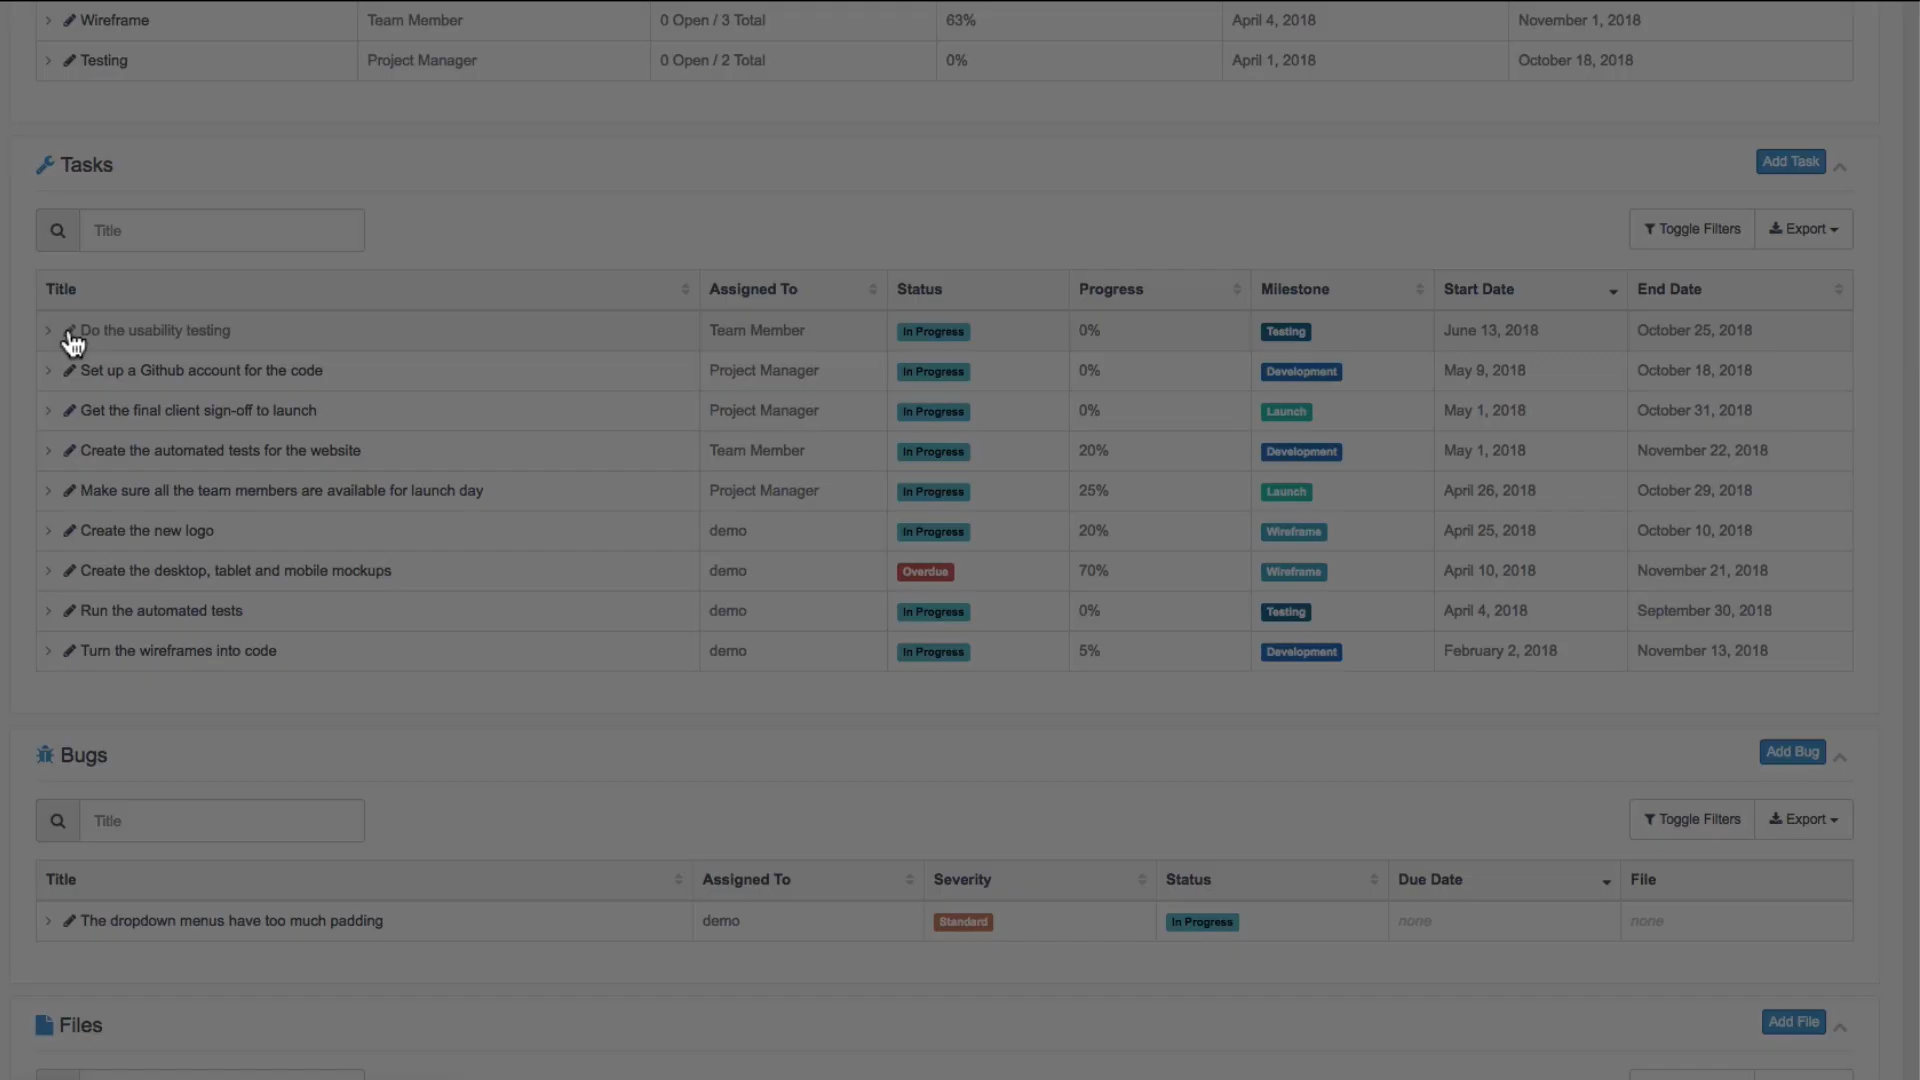 Wireframe Team Member 0 Open / 3 Total 63% April 4, 2018 November 1, 2018
Testing Project Manager 0 Open / 2 Total 0% April 1, 2018 October 18, 2018
Tasks Add Task
Title Toggle Filters Export
Title Assigned To Status Progress Milestone Start Date End Date
Do the usability testing Team Member In Progress 0% Testing June 13, 2018 October 25, 2018
Set up a Github account for the code Project Manager In Progress 0% Development May 9, 2018 October 18, 2018
Get the final client sign-off to launch Project Manager In Progress 0% Launch May 1, 2018 October 31, 2018
Create the automated tests for the website Team Member In Progress 20% Development May 1, 2018 November 22, 2018
Make sure all the team members are available for launch day Project Manager In Progress 25% Launch April 26, 2018 October 29, 2018
Create the new logo demo In Progress 20% Wireframe April 25, 2018 October 10, 2018
Create the desktop, tablet and mobile mockups demo Overdue 70% Wireframe April 10, 2018 November 21, 2018
Run the automated tests demo In Progress 0% Testing April 4, 2018 September 30, 2018
Turn the wireframes into code demo In Progress 5% Development February 2, 2018 November 13, 2018
Bugs Add Bug
Title Toggle Filters Export
Title Assigned To Severity Status Due Date File
The dropdown menus have too much padding demo Standard In Progress none none
Files Add File